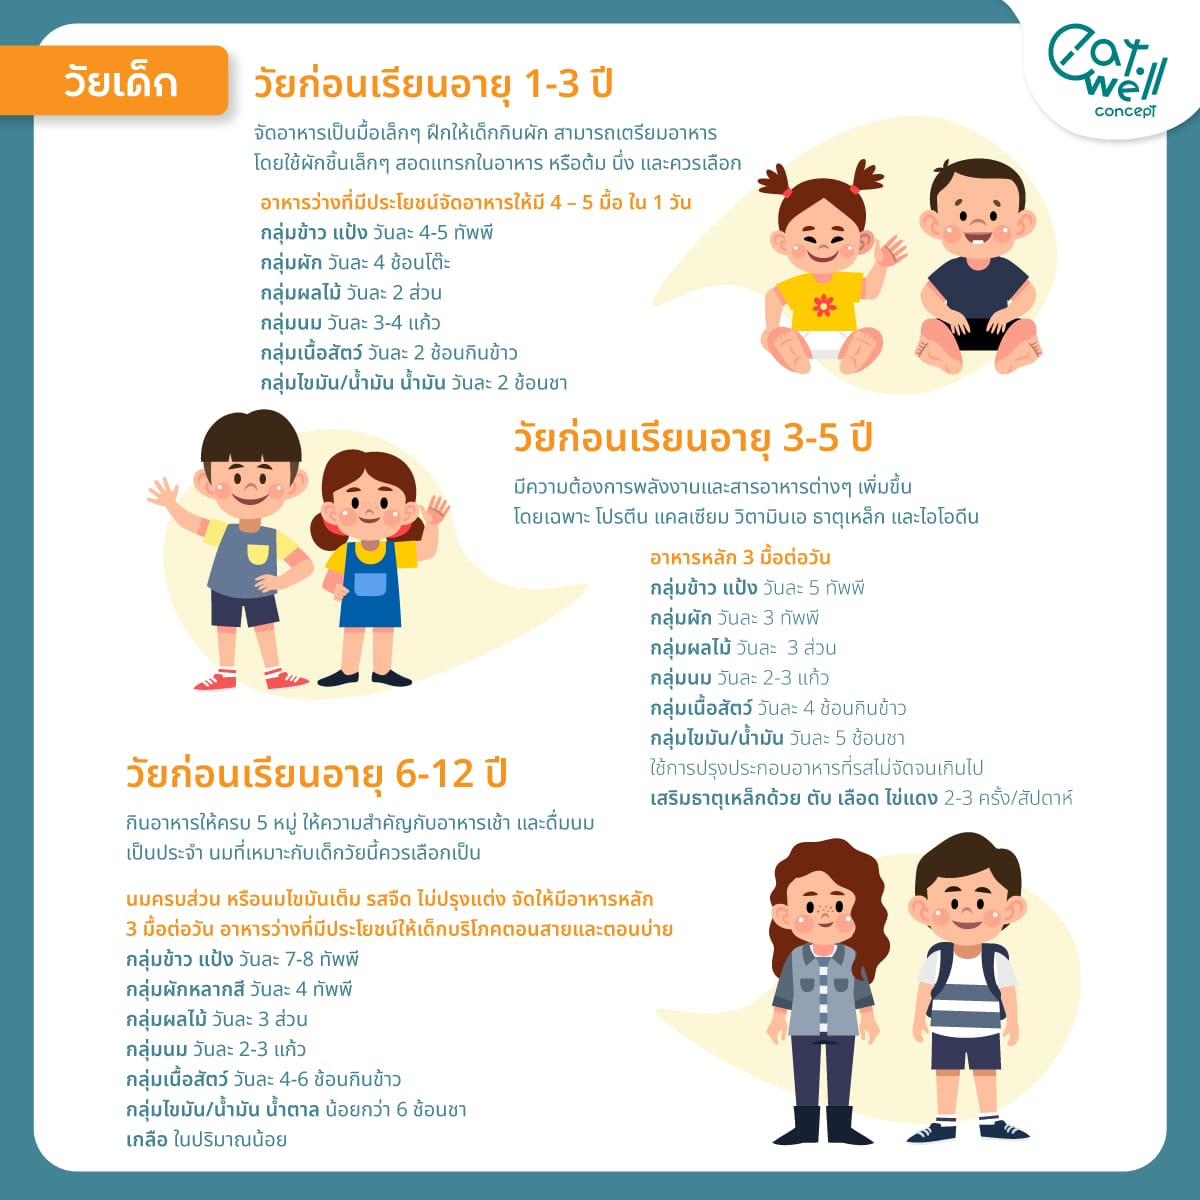 วัยเด็ก
eat well
concept
วัยก่อนเรียนอายุ 1-3 ปี
จัดอาหารเป็นมื้อเล็กๆ ฝึกให้เด็กกินผัก สามารถเตรียมอาหาร
โดยใช้ผักชิ้นเล็กๆ สอดแทรกในอาหาร หรือต้ม นึ่ง และควรเลือก
อาหารว่างที่มีประโยชน์จัดอาหารให้มี 4 – 5 มื้อ ใน 1 วัน
กลุ่มข้าว แป้ง วันละ 4-5 ทัพพี
กลุ่มผัก วันละ 4 ช้อนโต๊ะ
กลุ่มผลไม้ วันละ 2 ส่วน
กลุ่มนม วันละ 3-4 แก้ว
กลุ่มเนื้อสัตว์ วันละ 2 ช้อนกินข้าว
กลุ่มไขมัน/น้ำมัน น้ำมัน วันละ 2 ช้อนชา
วัยก่อนเรียนอายุ 3-5 ปี
มีความต้องการพลังงานและสารอาหารต่างๆ เพิ่มขึ้น
โดยเฉพาะ โปรตีน แคลเซียม วิตามินเอ ธาตุเหล็ก และไอโอดีน
อาหารหลัก 3 มื้อต่อวัน
กลุ่มข้าว แป้ง วันละ 5 ทัพพี
กลุ่มผัก วันละ 3 ทัพพี
กลุ่มผลไม้ วันละ 3 ส่วน
กลุ่มนม วันละ 2-3 แก้ว
กลุ่มเนื้อสัตว์ วันละ 4 ช้อนกินข้าว
กลุ่มไขมัน/น้ำมัน วันละ 5 ช้อนชา
ใช้การปรุงประกอบอาหารที่รสไม่จัดจนเกินไป
เสริมธาตุเหล็กด้วย ตับ เลือด ไข่แดง 2-3 ครั้ง/สัปดาห์
วัยก่อนเรียนอายุ 6-12 ปี
กินอาหารให้ครบ 5 หมู่ ให้ความสำคัญกับอาหารเช้า และดื่มนม
เป็นประจำ นมที่เหมาะกับเด็กวัยนี้ควรเลือกเป็น
นมครบส่วน หรือนมไขมันเต็ม รสจืด ไม่ปรุงแต่ง จัดให้มีอาหารหลัก
3 มื้อต่อวัน อาหารว่างที่มีประโยชน์ให้เด็กบริโภคตอนสายและตอนบ่าย
กลุ่มข้าว แป้ง วันละ 7-8 ทัพพี
กลุ่มผักหลากสี วันละ 4 ทัพพี
กลุ่มผลไม้ วันละ 3 ส่วน
กลุ่มนม วันละ 2-3 แก้ว
กลุ่มเนื้อสัตว์ วันละ 4-6 ช้อนกินข้าว
กลุ่มไขมัน/น้ำมัน น้ำตาล น้อยกว่า 6 ช้อนชา
เกลือ ในปริมาณน้อย